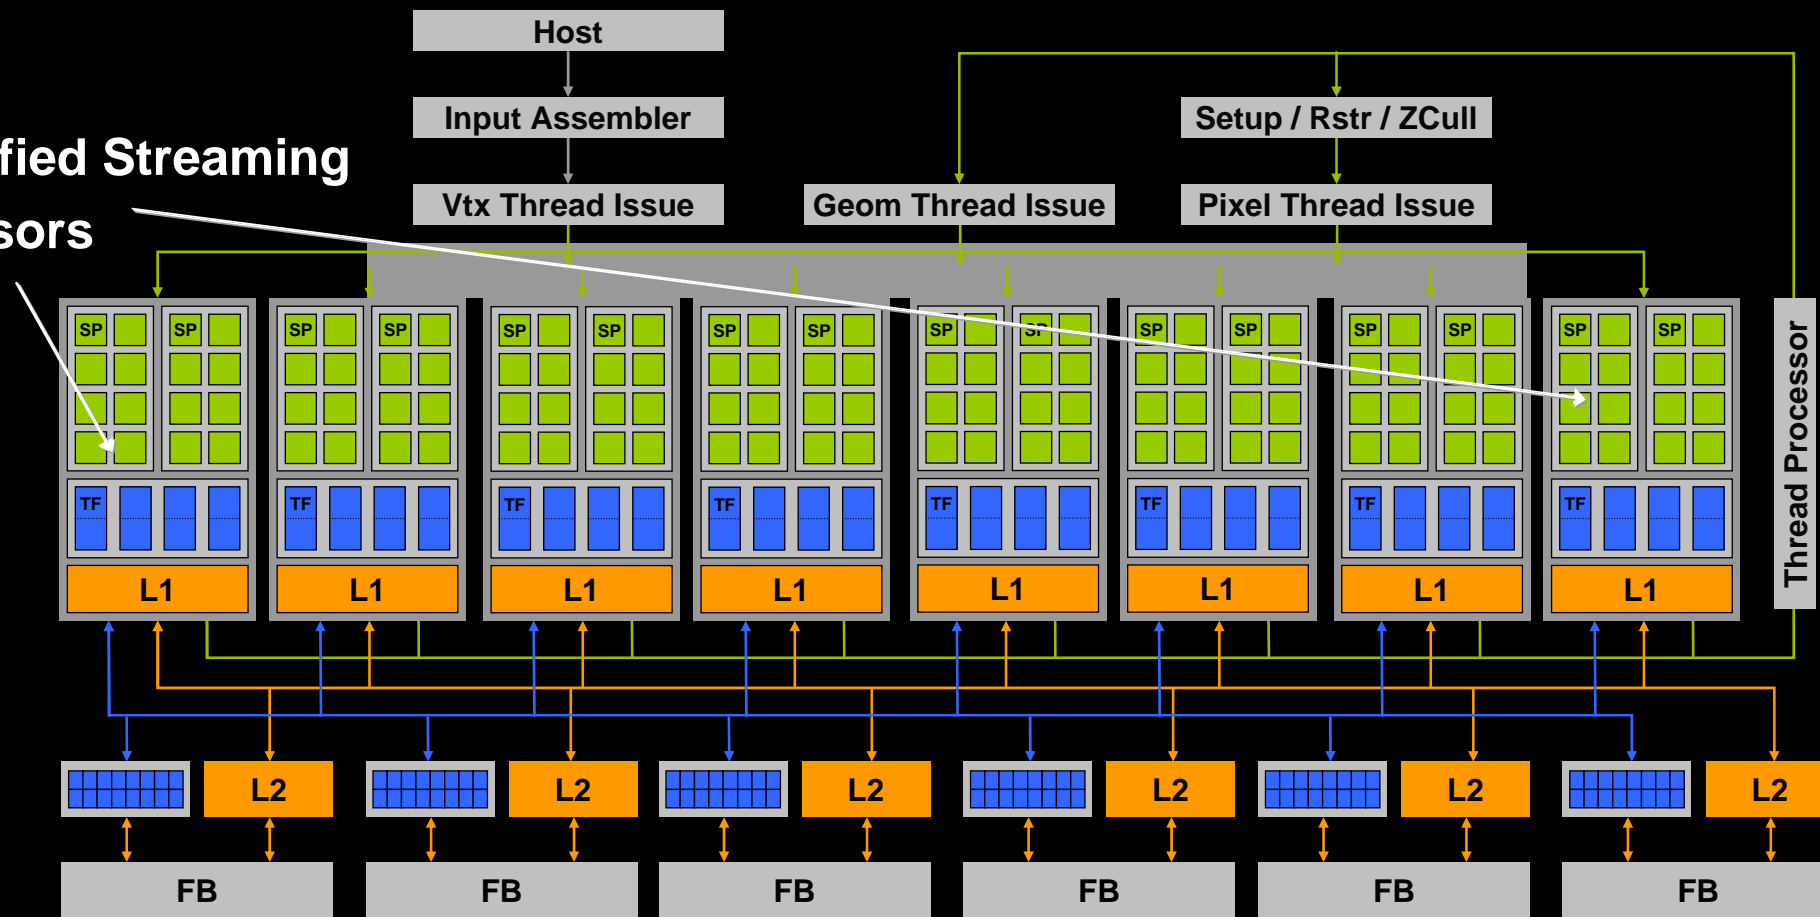 Host
Input Assembler
Setup / Rstr / ZCull
fied Streaming
Vtx Thread Issue
Geom Thread Issue
Pixel Thread Issue
sors
SP SP SP SP SP SP SP SP SP SP SP SP SP SP SP SP
Thread Processor
TF TF TF TF TF TF TF TF
L1 L1 L1 L1 L1 L1 L1 L1
L2 L2 L2 L2 L2 L2
FB FB FB FB FB FB